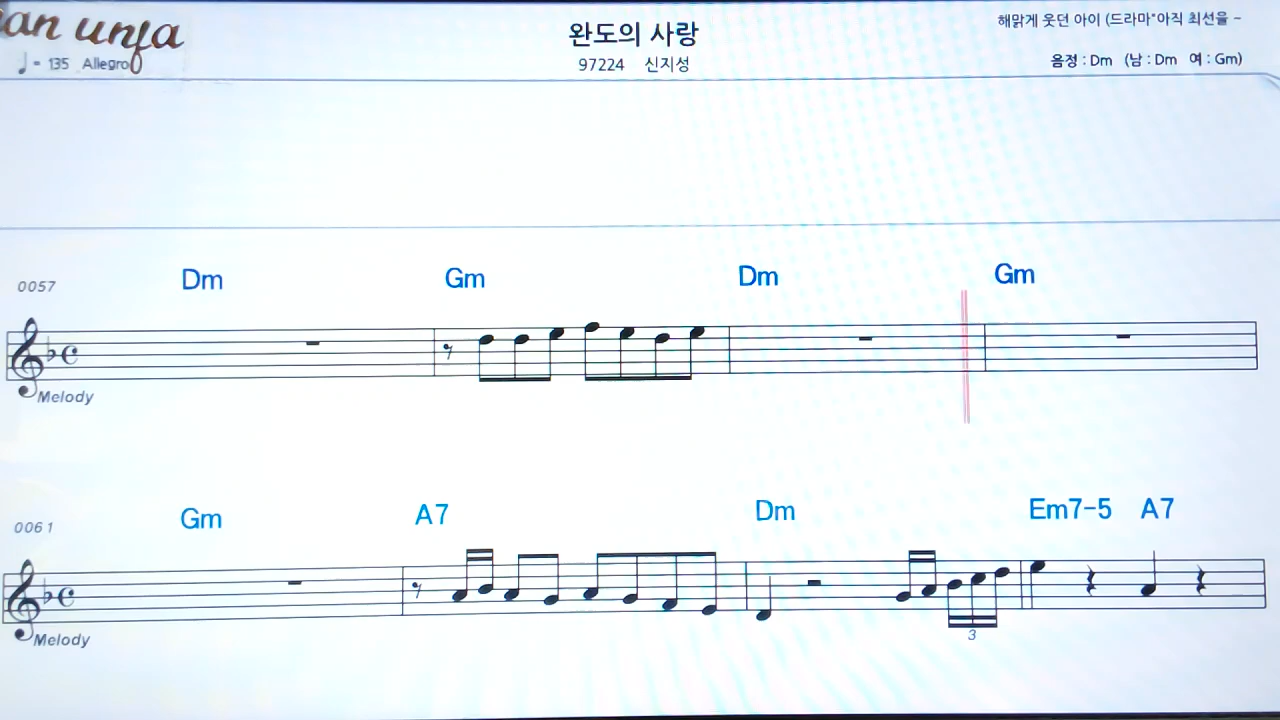 완도의 사랑
해맑게 웃던 아이 (드라마"아직 최선을 ~
♩ = 135 Allegro
97224 신지성
음정 : Dm (남 : Dm 여 : Gm)
0057 Dm Gm Dm Gm
Melody
0061 Gm A7 Dm Em7-5 A7
Melody
3